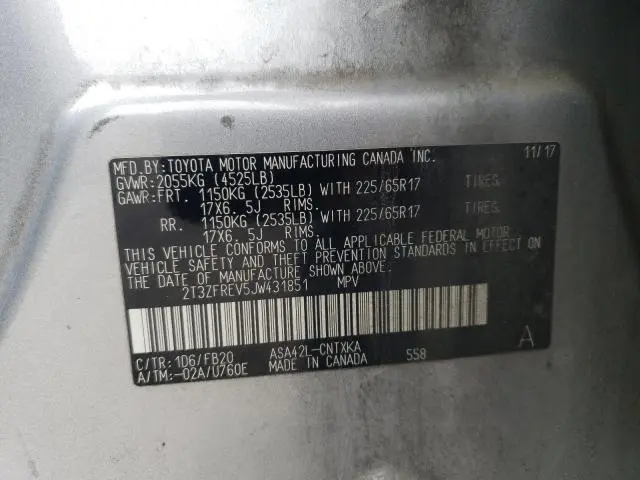 MFD.BY:TOYOTA MOTOR MANUFACTURING CANADA INC. 11/17
GVWR:2055KG (4525LB)
GAWR:FRT. 1150KG (2535LB) WITH 225/65R17 TIRES,
17X6.5J RIMS.
RR. 1150KG (2535LB) WITH 225/65R17 TIRES,
17X6.5J RIMS.
THIS VEHICLE CONFORMS TO ALL APPLICABLE FEDERAL MOTOR
VEHICLE SAFETY AND THEFT PREVENTION STANDARDS IN EFFECT ON
THE DATE OF MANUFACTURE SHOWN ABOVE.
2T3ZFREV5JW431851 MPV
C/TR:1D6/FB20 ASA42L-CNTXKA 558 A
A/TM:-02A/U760E MADE IN CANADA